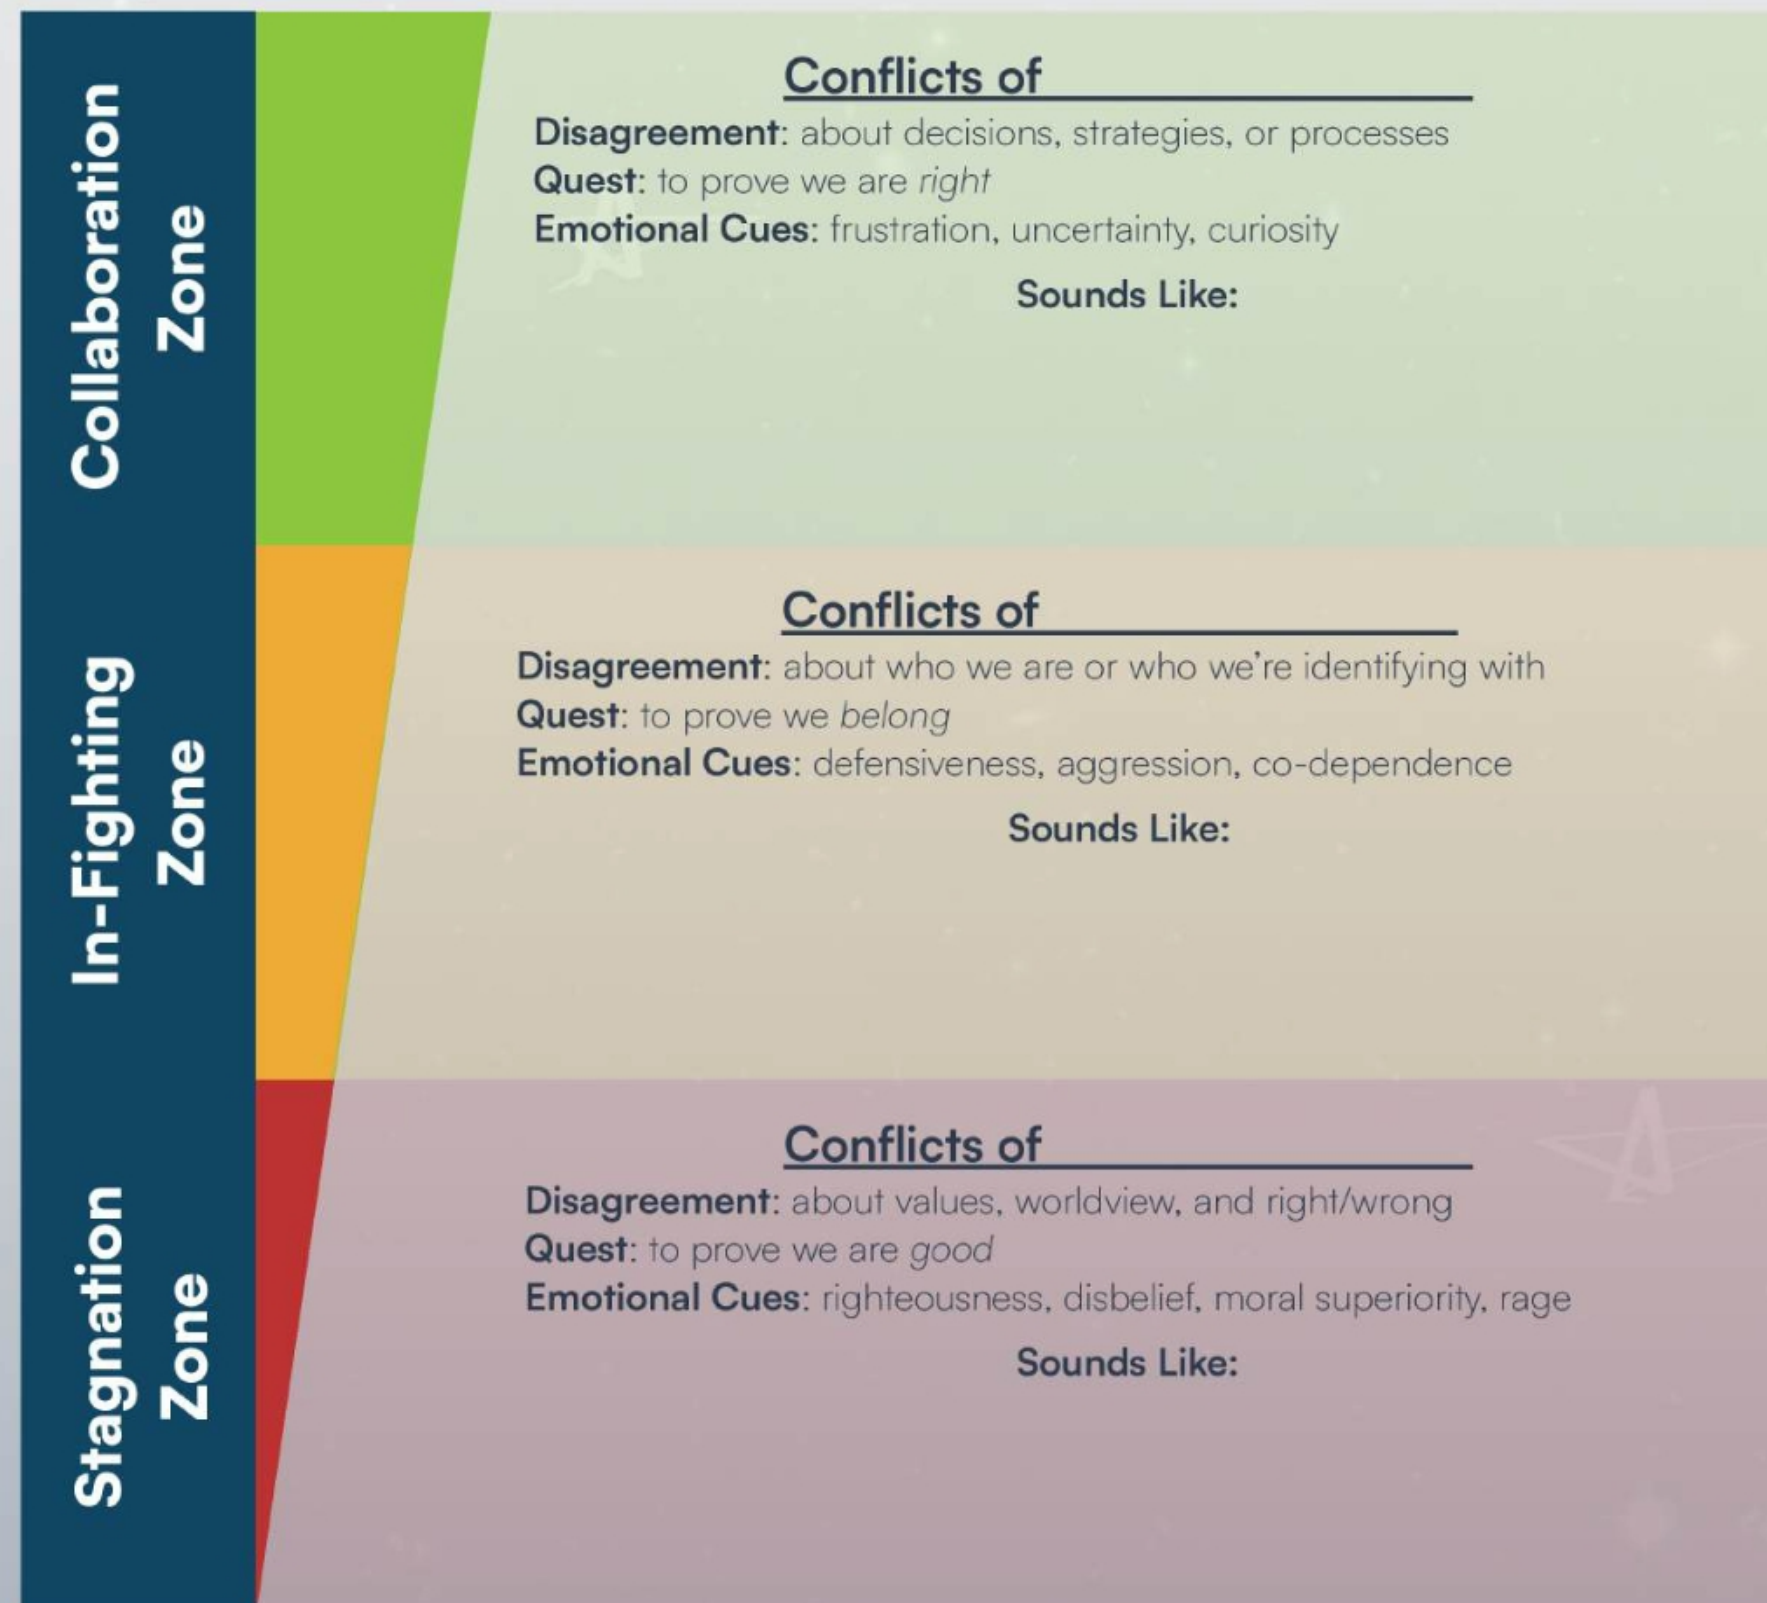 Collaboration
Zone
Conflicts of
Disagreement: about decisions, strategies, or processes
Quest: to prove we are right
Emotional Cues: frustration, uncertainty, curiosity
Sounds Like:
In-Fighting
Zone
Conflicts of
Disagreement: about who we are or who we're identifying with
Quest: to prove we belong
Emotional Cues: defensiveness, aggression, co-dependence
Sounds Like:
Stagnation
Zone
Conflicts of
Disagreement: about values, worldview, and right/wrong
Quest: to prove we are good
Emotional Cues: righteousness, disbelief, moral superiority, rage
Sounds Like: